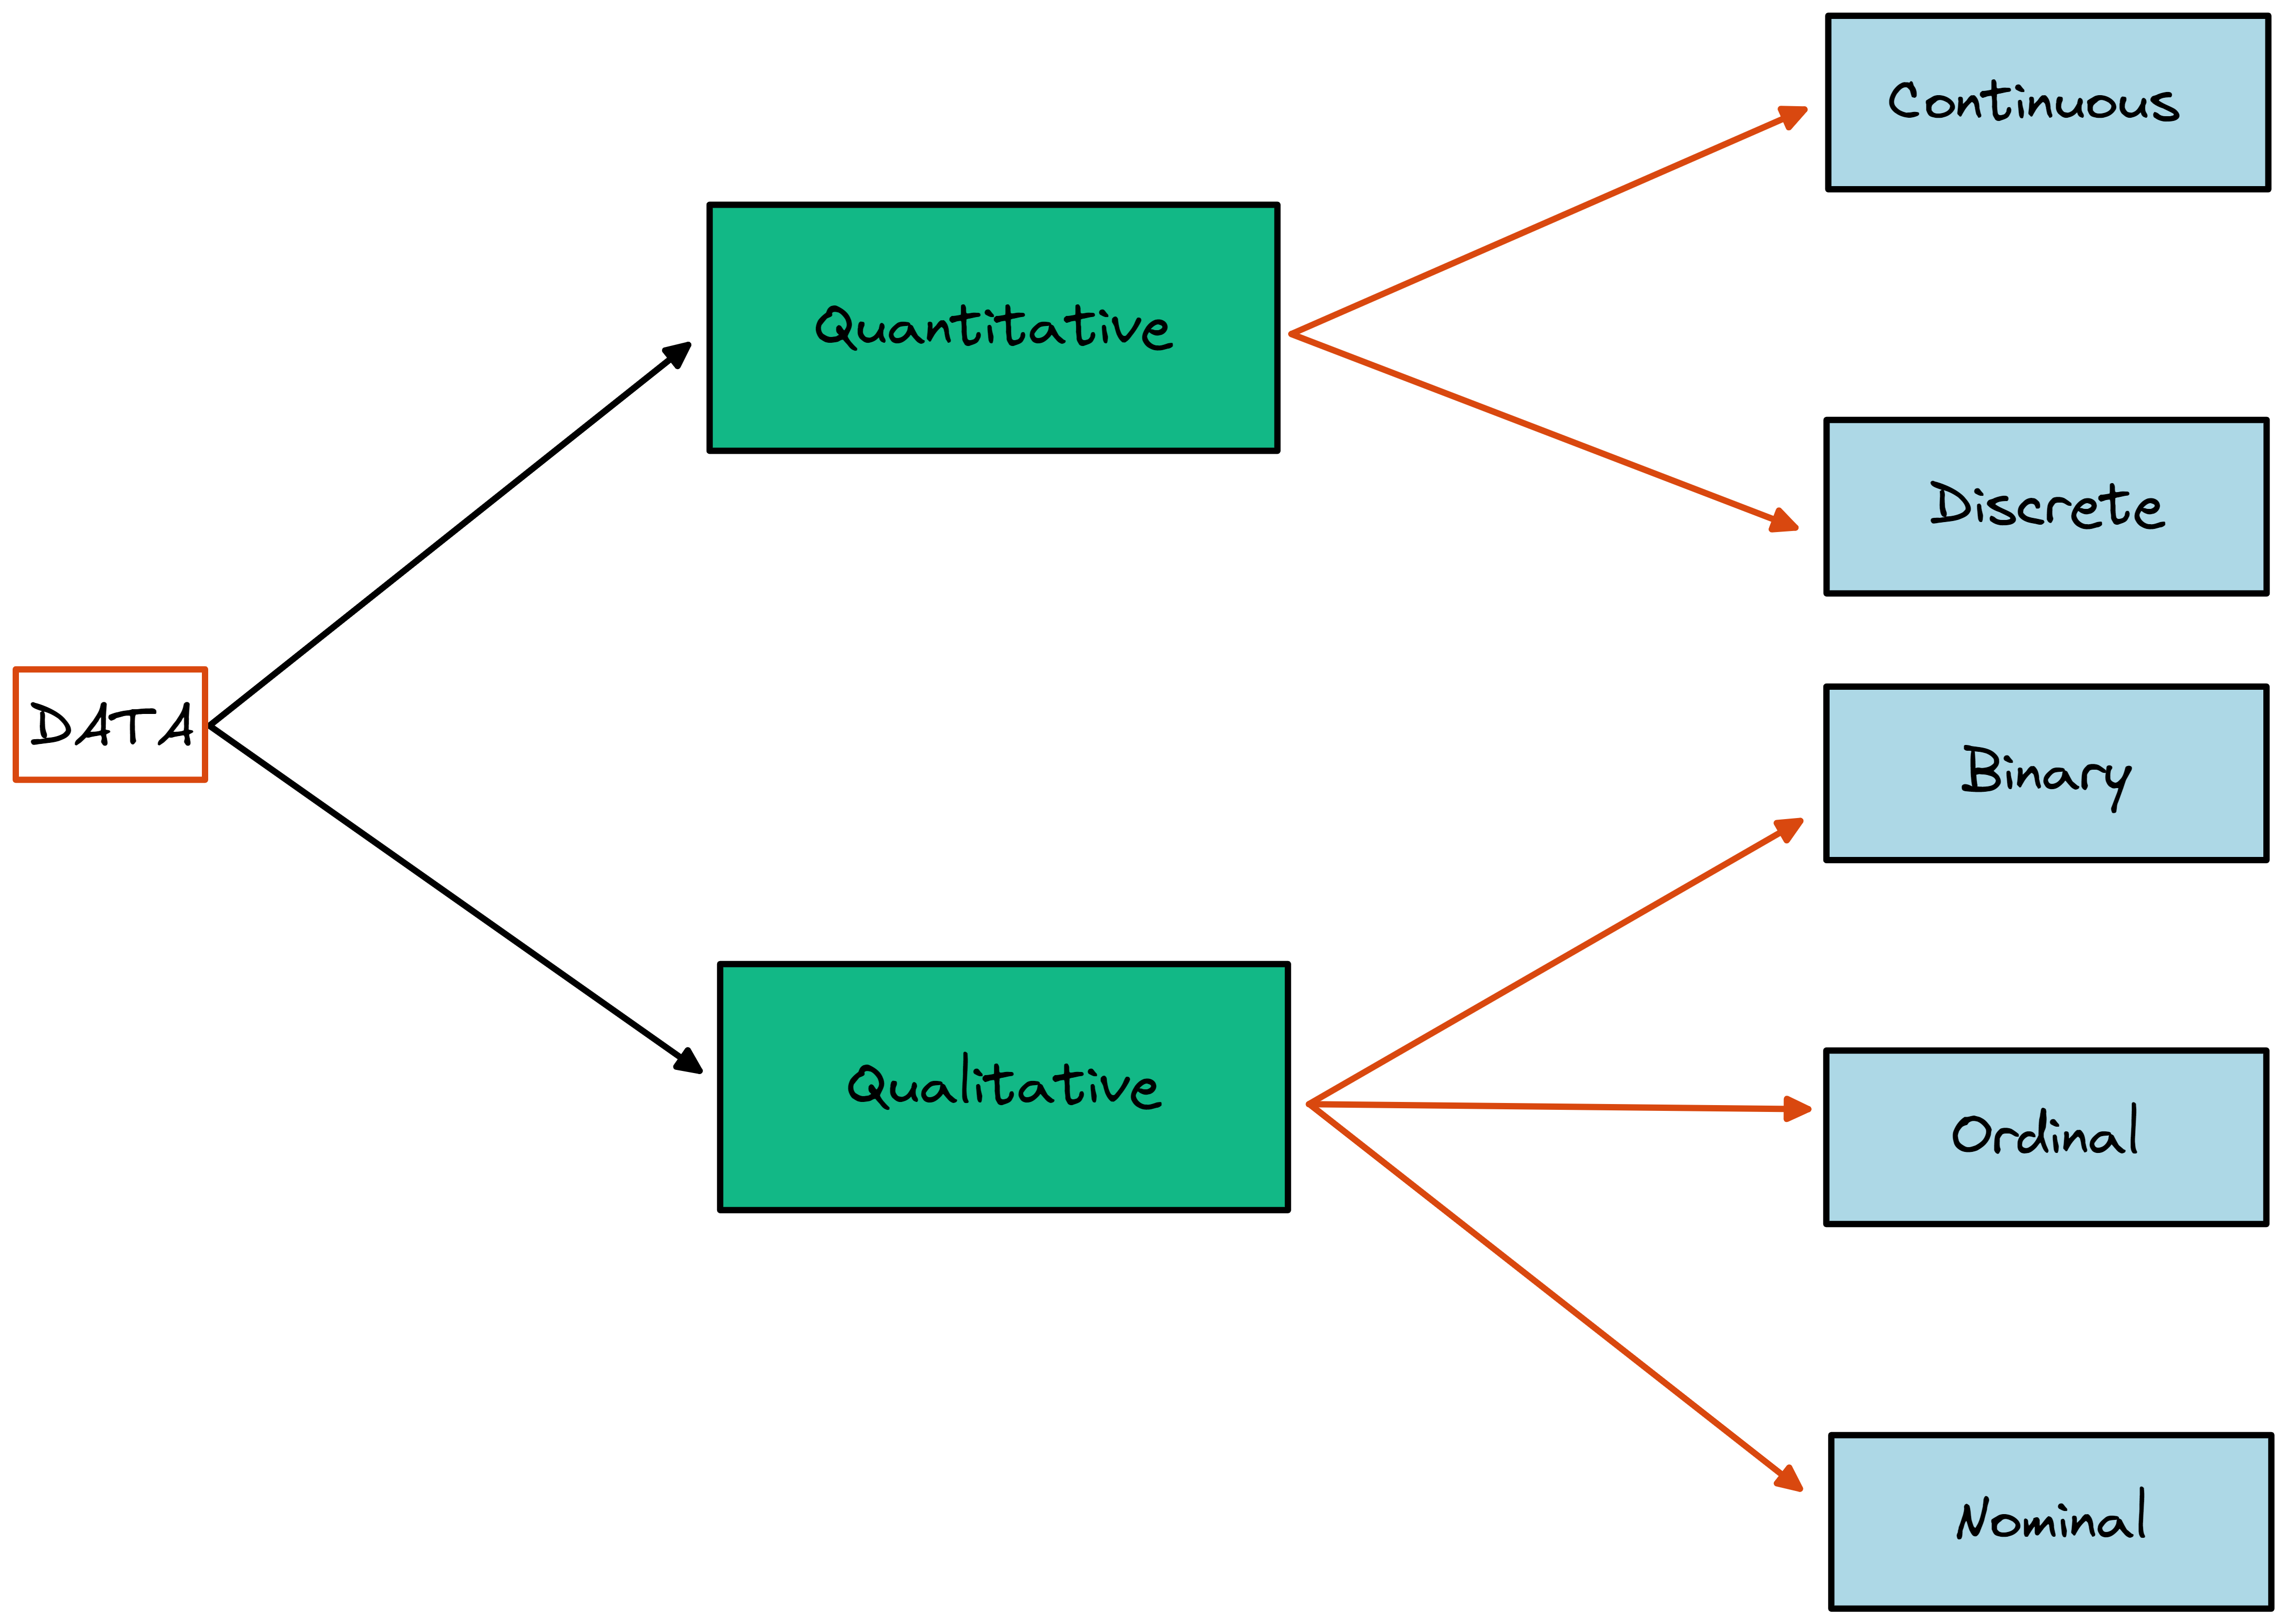 DATA
Quantitative
Continuous
Discrete
Qualitative
Binary
Ordinal
Nominal